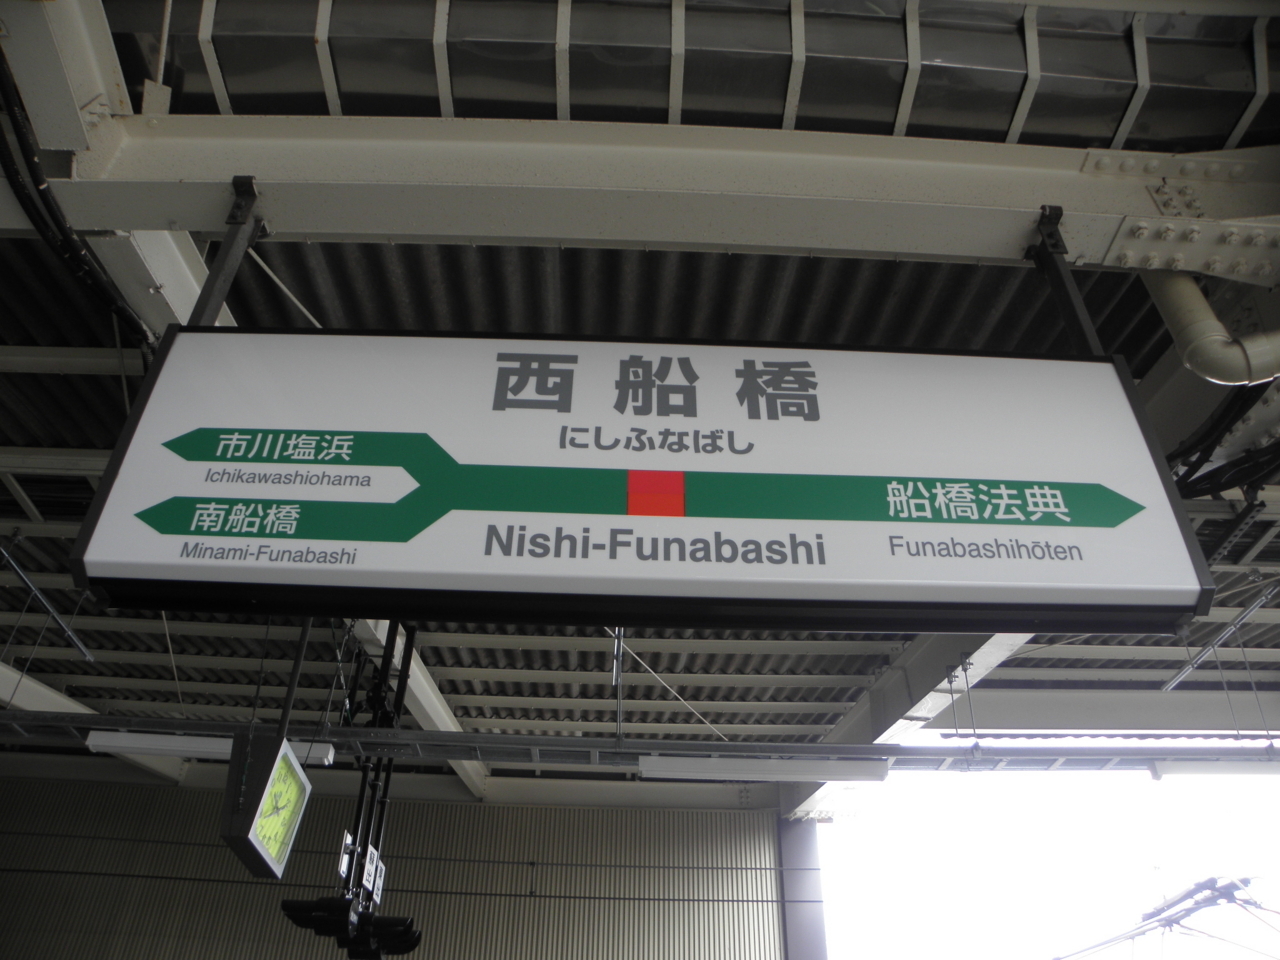 西船橋
にしふなばし
市川塩浜
Ichikawashiohama
南船橋
Minami-Funabashi
Nishi-Funabashi
船橋法典
Funabashihōten